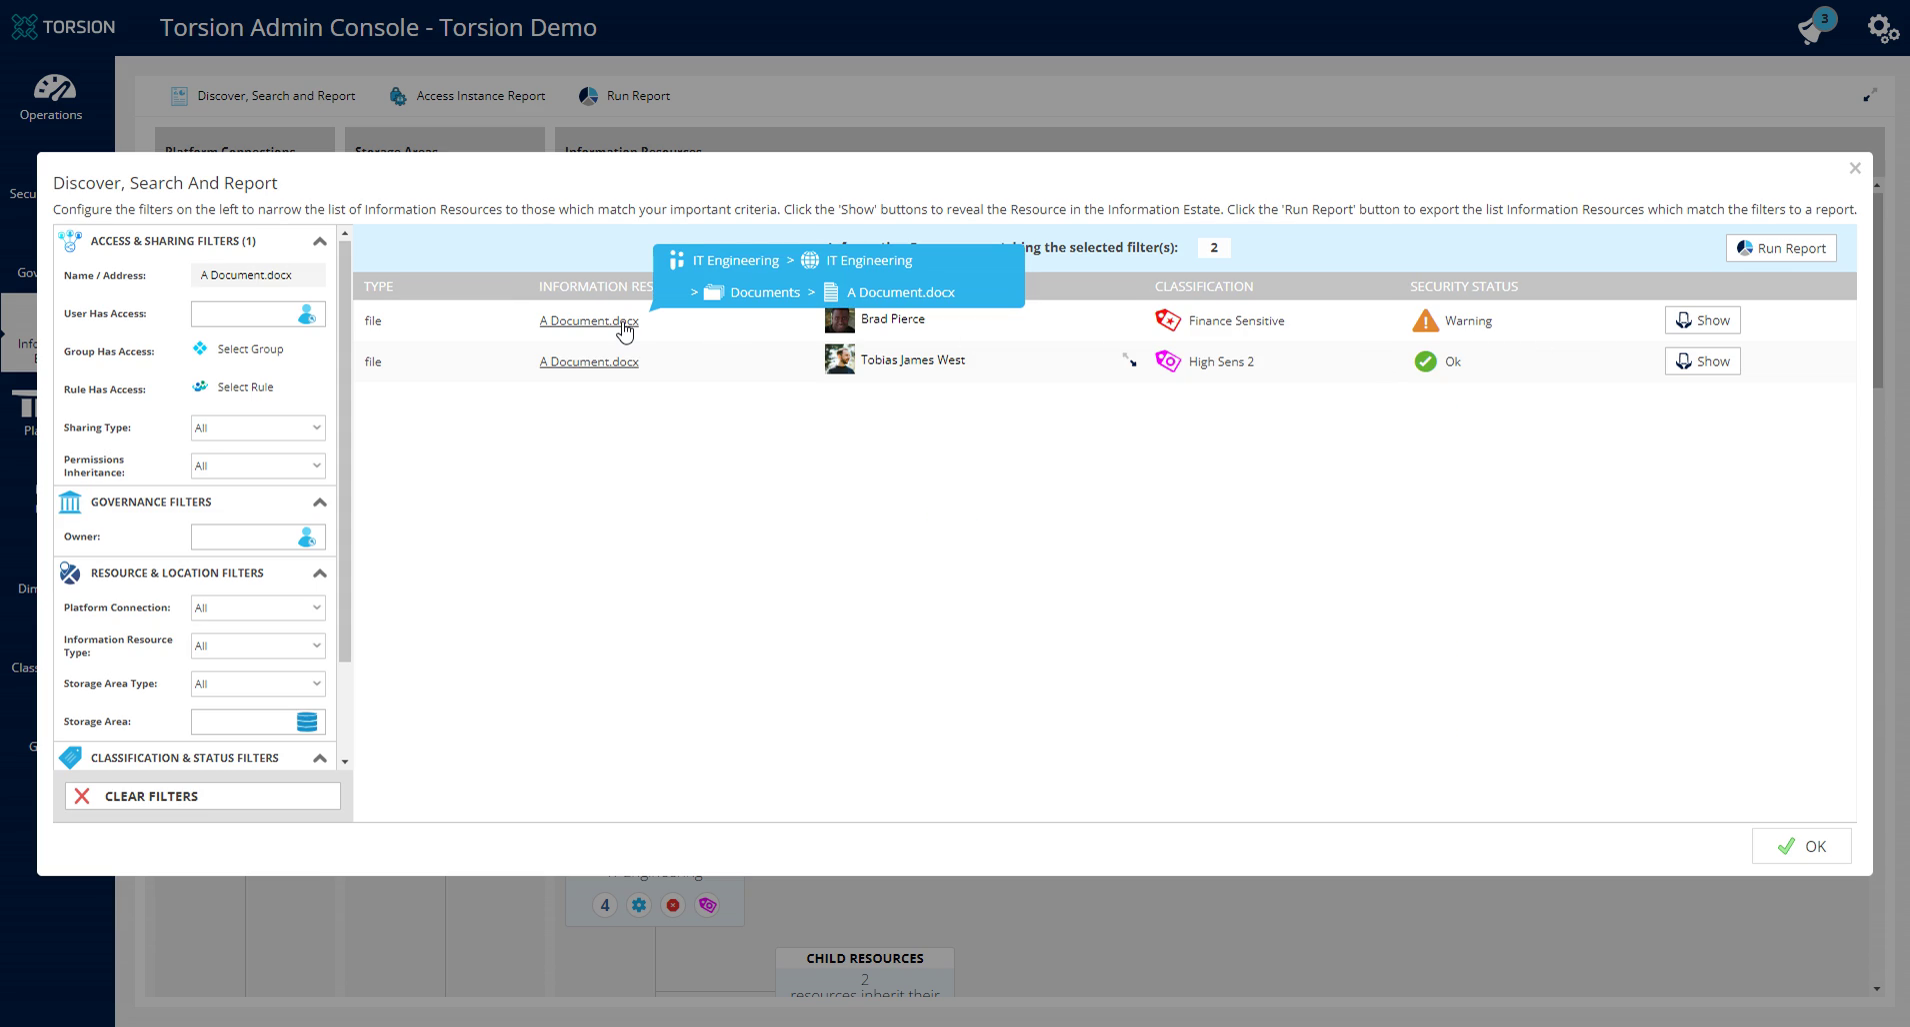 TORSION
Torsion Admin Console - Torsion Demo
3
Operations
Discover, Search and Report
Access Instance Report
Run Report
Platform Connections
Storage Areas
Information Resources
Discover, Search And Report
Configure the filters on the left to narrow the list of Information Resources to those which match your important criteria. Click the 'Show' buttons to reveal the Resource in the Information Estate. Click the 'Run Report' button to export the list Information Resources which match the filters to a report.
ACCESS & SHARING FILTERS (1)
Name / Address:
A Document.docx
User Has Access:
Group Has Access:
Select Group
Rule Has Access:
Select Rule
Sharing Type:
All
Permissions
Inheritance:
All
GOVERNANCE FILTERS
Owner:
RESOURCE & LOCATION FILTERS
Platform Connection:
All
Information Resource
Type:
All
Storage Area Type:
All
Storage Area:
CLASSIFICATION & STATUS FILTERS
CLEAR FILTERS
the selected filter(s):
2
Run Report
IT Engineering > IT Engineering
> Documents > A Document.docx
TYPE
INFORMATION RES
CLASSIFICATION
SECURITY STATUS
file
A Document.docx
Brad Pierce
Finance Sensitive
Warning
Show
file
A Document.docx
Tobias James West
High Sens 2
Ok
Show
OK
Secu
Gov
Info
E
Pla
Dim
Class
G
4
CHILD RESOURCES
2
resources inherit their